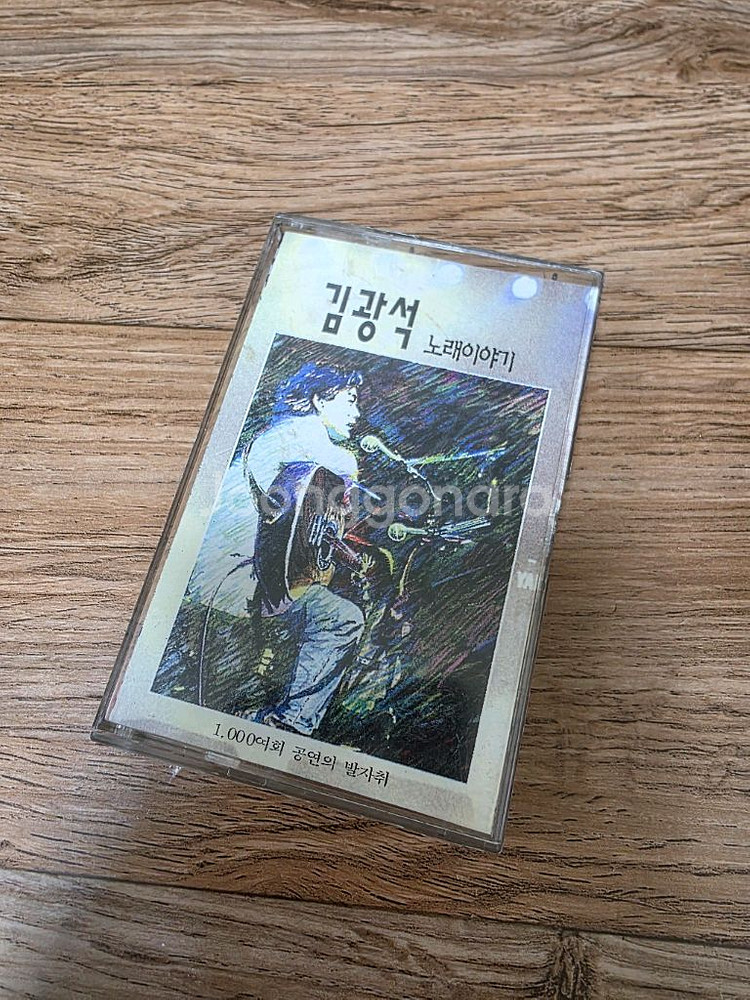 김광석
노래이야기
1,000여회 공연의 발자취